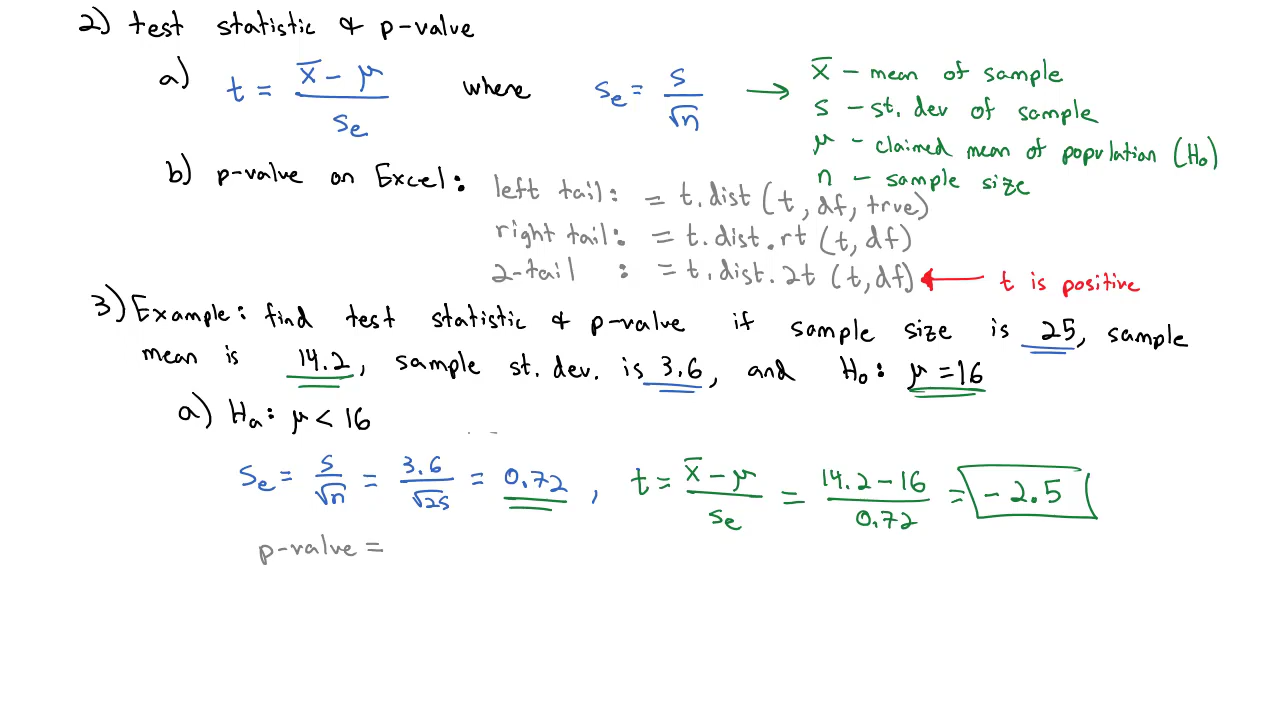 2) test statistic & p-value
a) t = x̄ - μ / se where se = s / √n → x̄ - mean of sample
s - st. dev of sample
μ - claimed mean of population (H₀)
n - sample size
b) p-value on Excel: left tail: = t.dist (t, df, true)
right tail: = t.dist.rt (t, df)
2-tail : = t.dist.2t (t, df) ← t is positive
3) Example: find test statistic & p-value if sample size is 25, sample
mean is 14.2, sample st. dev. is 3.6, and H₀: μ = 16
a) Ha: μ < 16
se = s / √n = 3.6 / √25 = 0.72, t = x̄ - μ / se = 14.2 - 16 / 0.72 = -2.5
p-value =